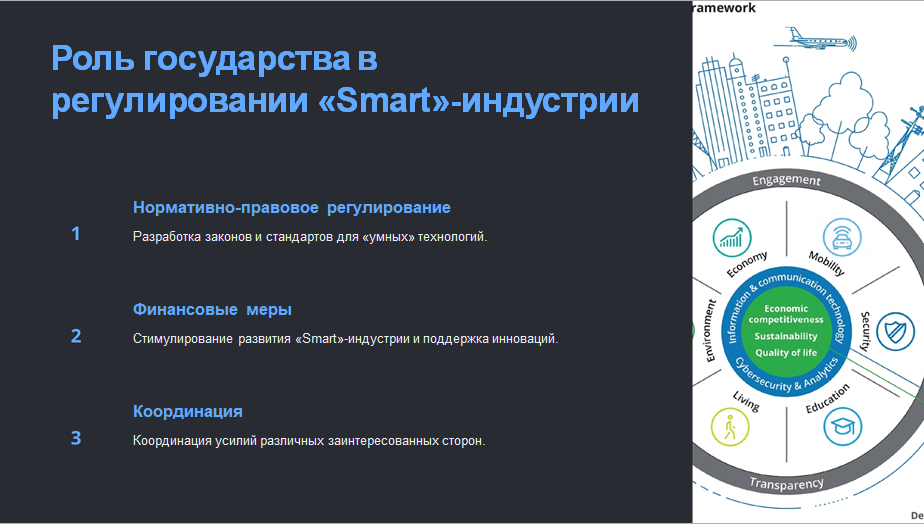 Роль государства в
регулировании «Smart»-индустрии
1
Нормативно-правовое регулирование
Разработка законов и стандартов для «умных» технологий.
2
Финансовые меры
Стимулирование развития «Smart»-индустрии и поддержка инноваций.
3
Координация
Координация усилий различных заинтересованных сторон.
ramework
Engagement
Economy
Mobility
Environment
Security
Information & communication technology
Economic
competitiveness
Sustainability
Quality of life
Cybersecurity & Analytics
Living
Education
Transparency
De